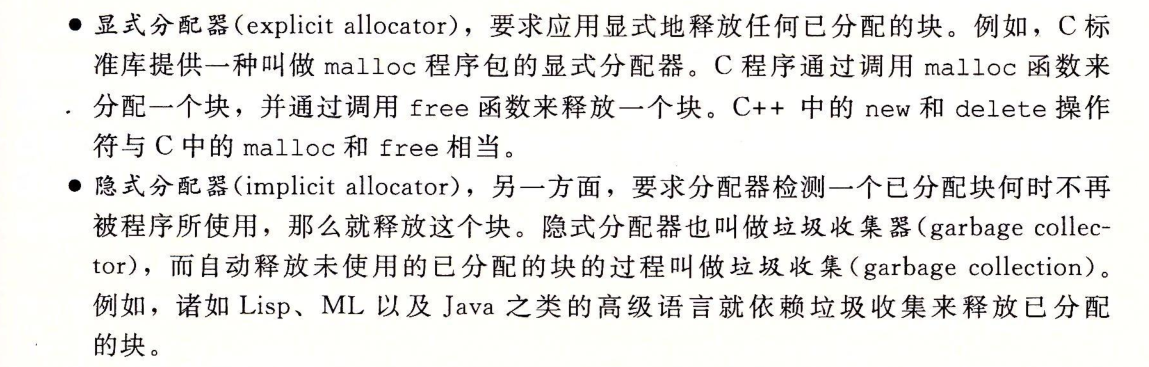 ● 显式分配器(explicit allocator)，要求应用显式地释放任何已分配的块。例如，C 标
准库提供一种叫做 malloc 程序包的显式分配器。C 程序通过调用 malloc 函数来
分配一个块，并通过调用 free 函数来释放一个块。C++ 中的 new 和 delete 操作
符与 C 中的 malloc 和 free 相当。
● 隐式分配器(implicit allocator)，另一方面，要求分配器检测一个已分配块何时不再
被程序所使用，那么就释放这个块。隐式分配器也叫做垃圾收集器(garbage collec-
tor)，而自动释放未使用的已分配的块的过程叫做垃圾收集(garbage collection)。
例如，诸如 Lisp、ML 以及 Java 之类的高级语言就依赖垃圾收集来释放已分配
的块。